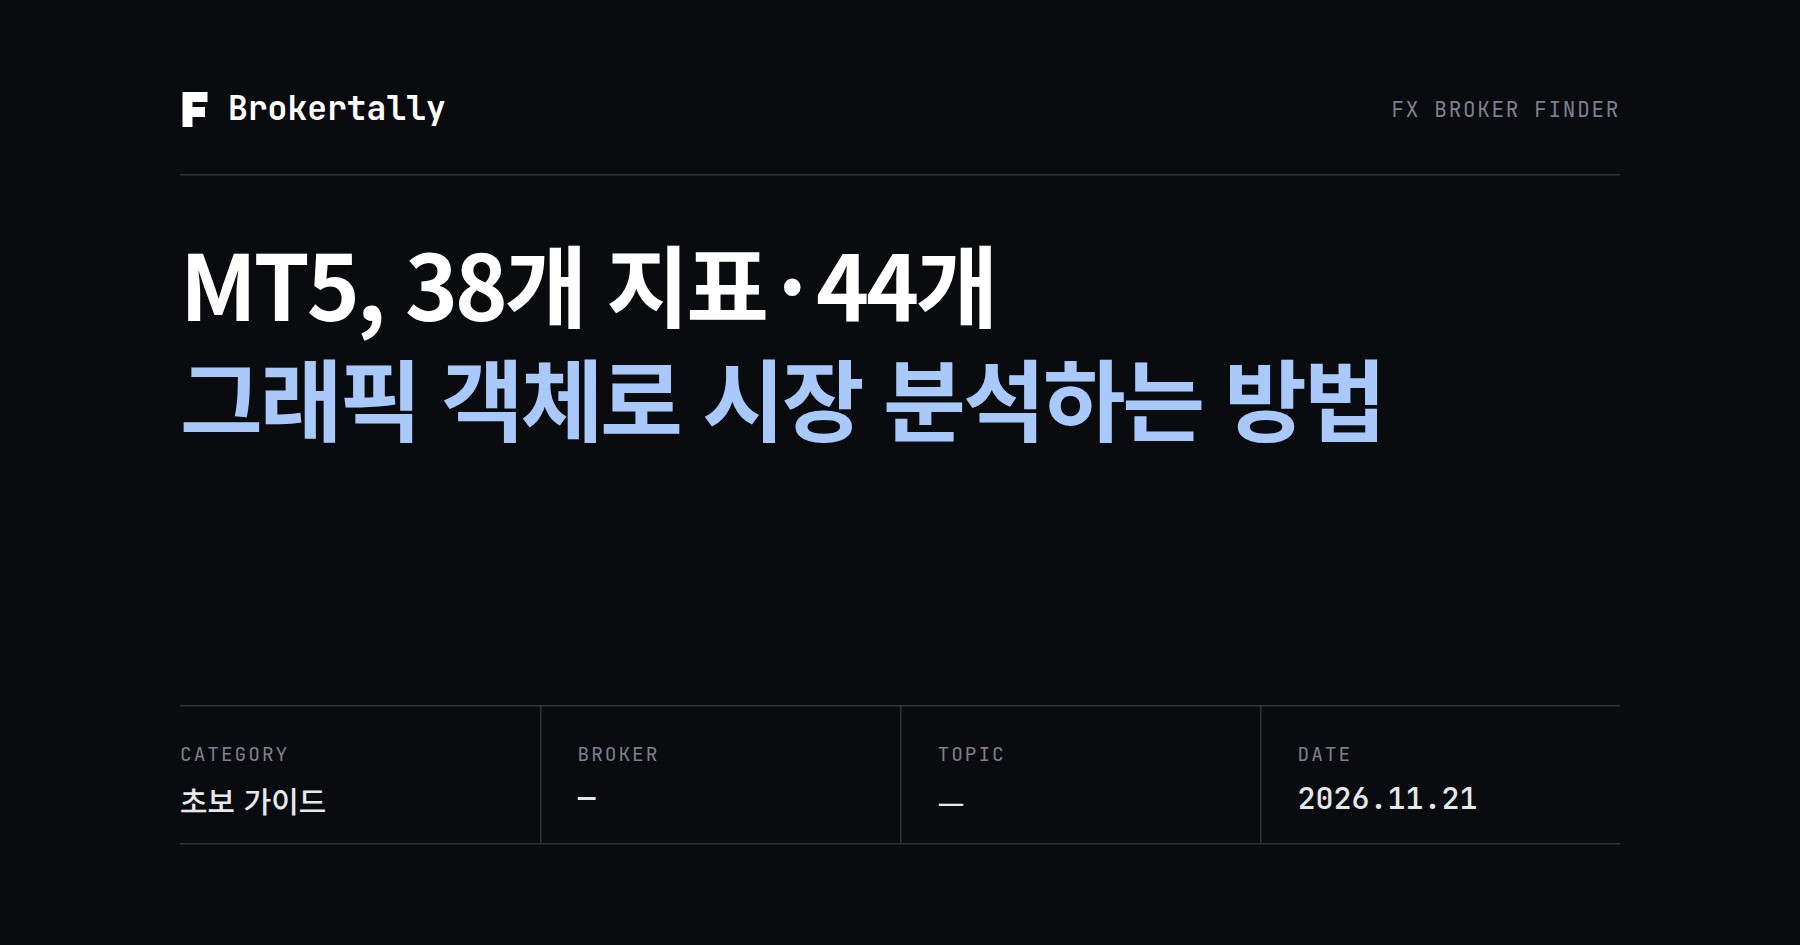 Brokertally
FX BROKER FINDER
MT5, 38개 지표·44개
그래픽 객체로 시장 분석하는 방법
CATEGORY
초보 가이드
BROKER
—
TOPIC
—
DATE
2026.11.21